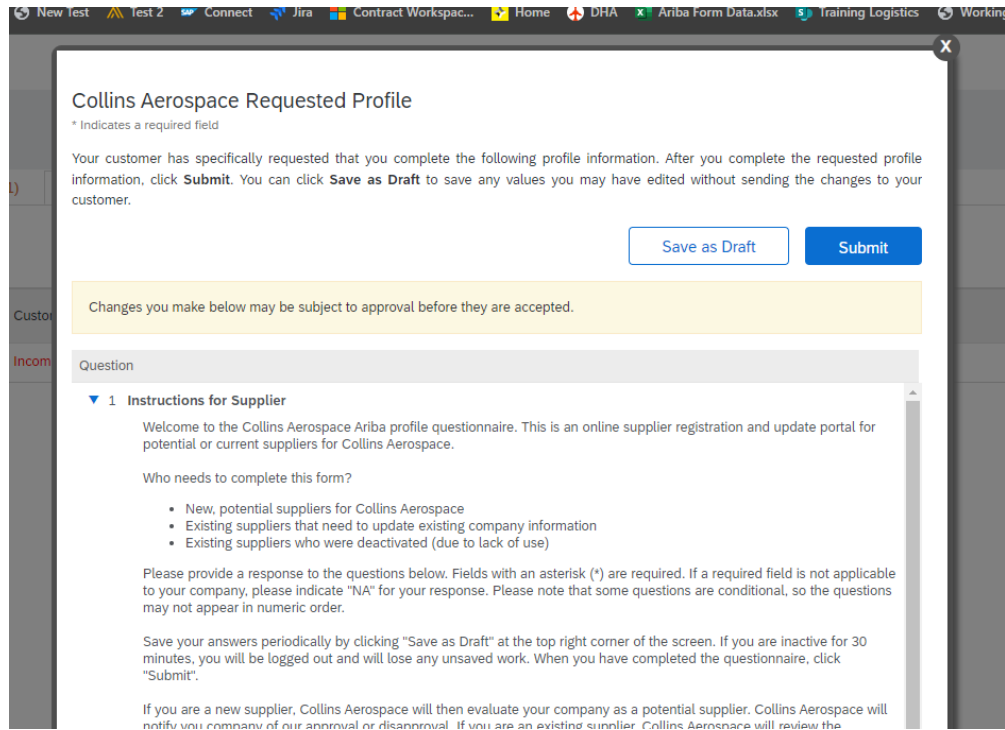 New Test Test 2 Connect Jira Contract Workspac... Home DHA Ariba Form Data.xlsx Training Logistics Working
X
Collins Aerospace Requested Profile
* Indicates a required field
Your customer has specifically requested that you complete the following profile information. After you complete the requested profile
information, click Submit. You can click Save as Draft to save any values you may have edited without sending the changes to your
customer.
Save as Draft Submit
Changes you make below may be subject to approval before they are accepted.
Custo
Incom
Question
▼ 1 Instructions for Supplier
Welcome to the Collins Aerospace Ariba profile questionnaire. This is an online supplier registration and update portal for
potential or current suppliers for Collins Aerospace.
Who needs to complete this form?
• New, potential suppliers for Collins Aerospace
• Existing suppliers that need to update existing company information
• Existing suppliers who were deactivated (due to lack of use)
Please provide a response to the questions below. Fields with an asterisk (*) are required. If a required field is not applicable
to your company, please indicate "NA" for your response. Please note that some questions are conditional, so the questions
may not appear in numeric order.
Save your answers periodically by clicking "Save as Draft" at the top right corner of the screen. If you are inactive for 30
minutes, you will be logged out and will lose any unsaved work. When you have completed the questionnaire, click
"Submit".
If you are a new supplier, Collins Aerospace will then evaluate your company as a potential supplier. Collins Aerospace will
notify you company of our approval or disapproval. If you are an existing supplier, Collins Aerospace will review the